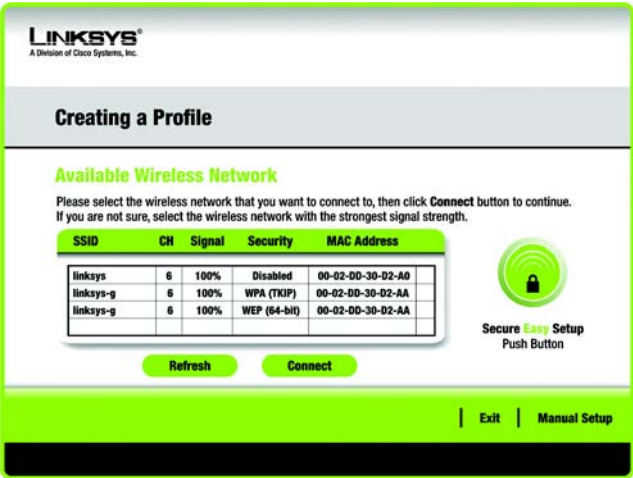 LINKSYS®
A Division of Cisco Systems, Inc.
Creating a Profile
Available Wireless Network
Please select the wireless network that you want to connect to, then click Connect button to continue.
If you are not sure, select the wireless network with the strongest signal strength.
SSID CH Signal Security MAC Address
linksys 6 100% Disabled 00-02-DD-30-D2-A0
linksys-g 6 100% WPA (TKIP) 00-02-DD-30-D2-AA
linksys-g 6 100% WEP (64-bit) 00-02-DD-30-D2-AA
Secure Easy Setup
Push Button
Refresh Connect
Exit Manual Setup